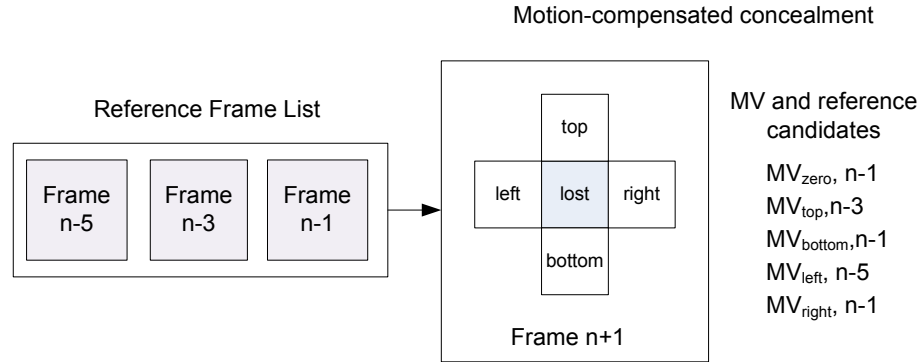 Motion-compensated concealment
Reference Frame List
Frame
n-5
Frame
n-3
Frame
n-1
top
left
lost
right
bottom
Frame n+1
MV and reference
candidates
MVzero, n-1
MVtop,n-3
MVbottom,n-1
MVleft, n-5
MVright, n-1